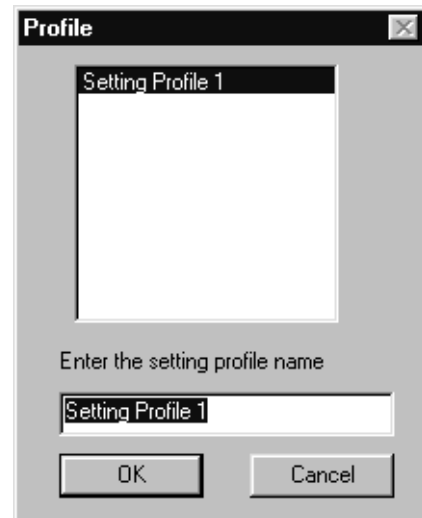 Profile
Setting Profile 1
Enter the setting profile name
Setting Profile 1
OK Cancel